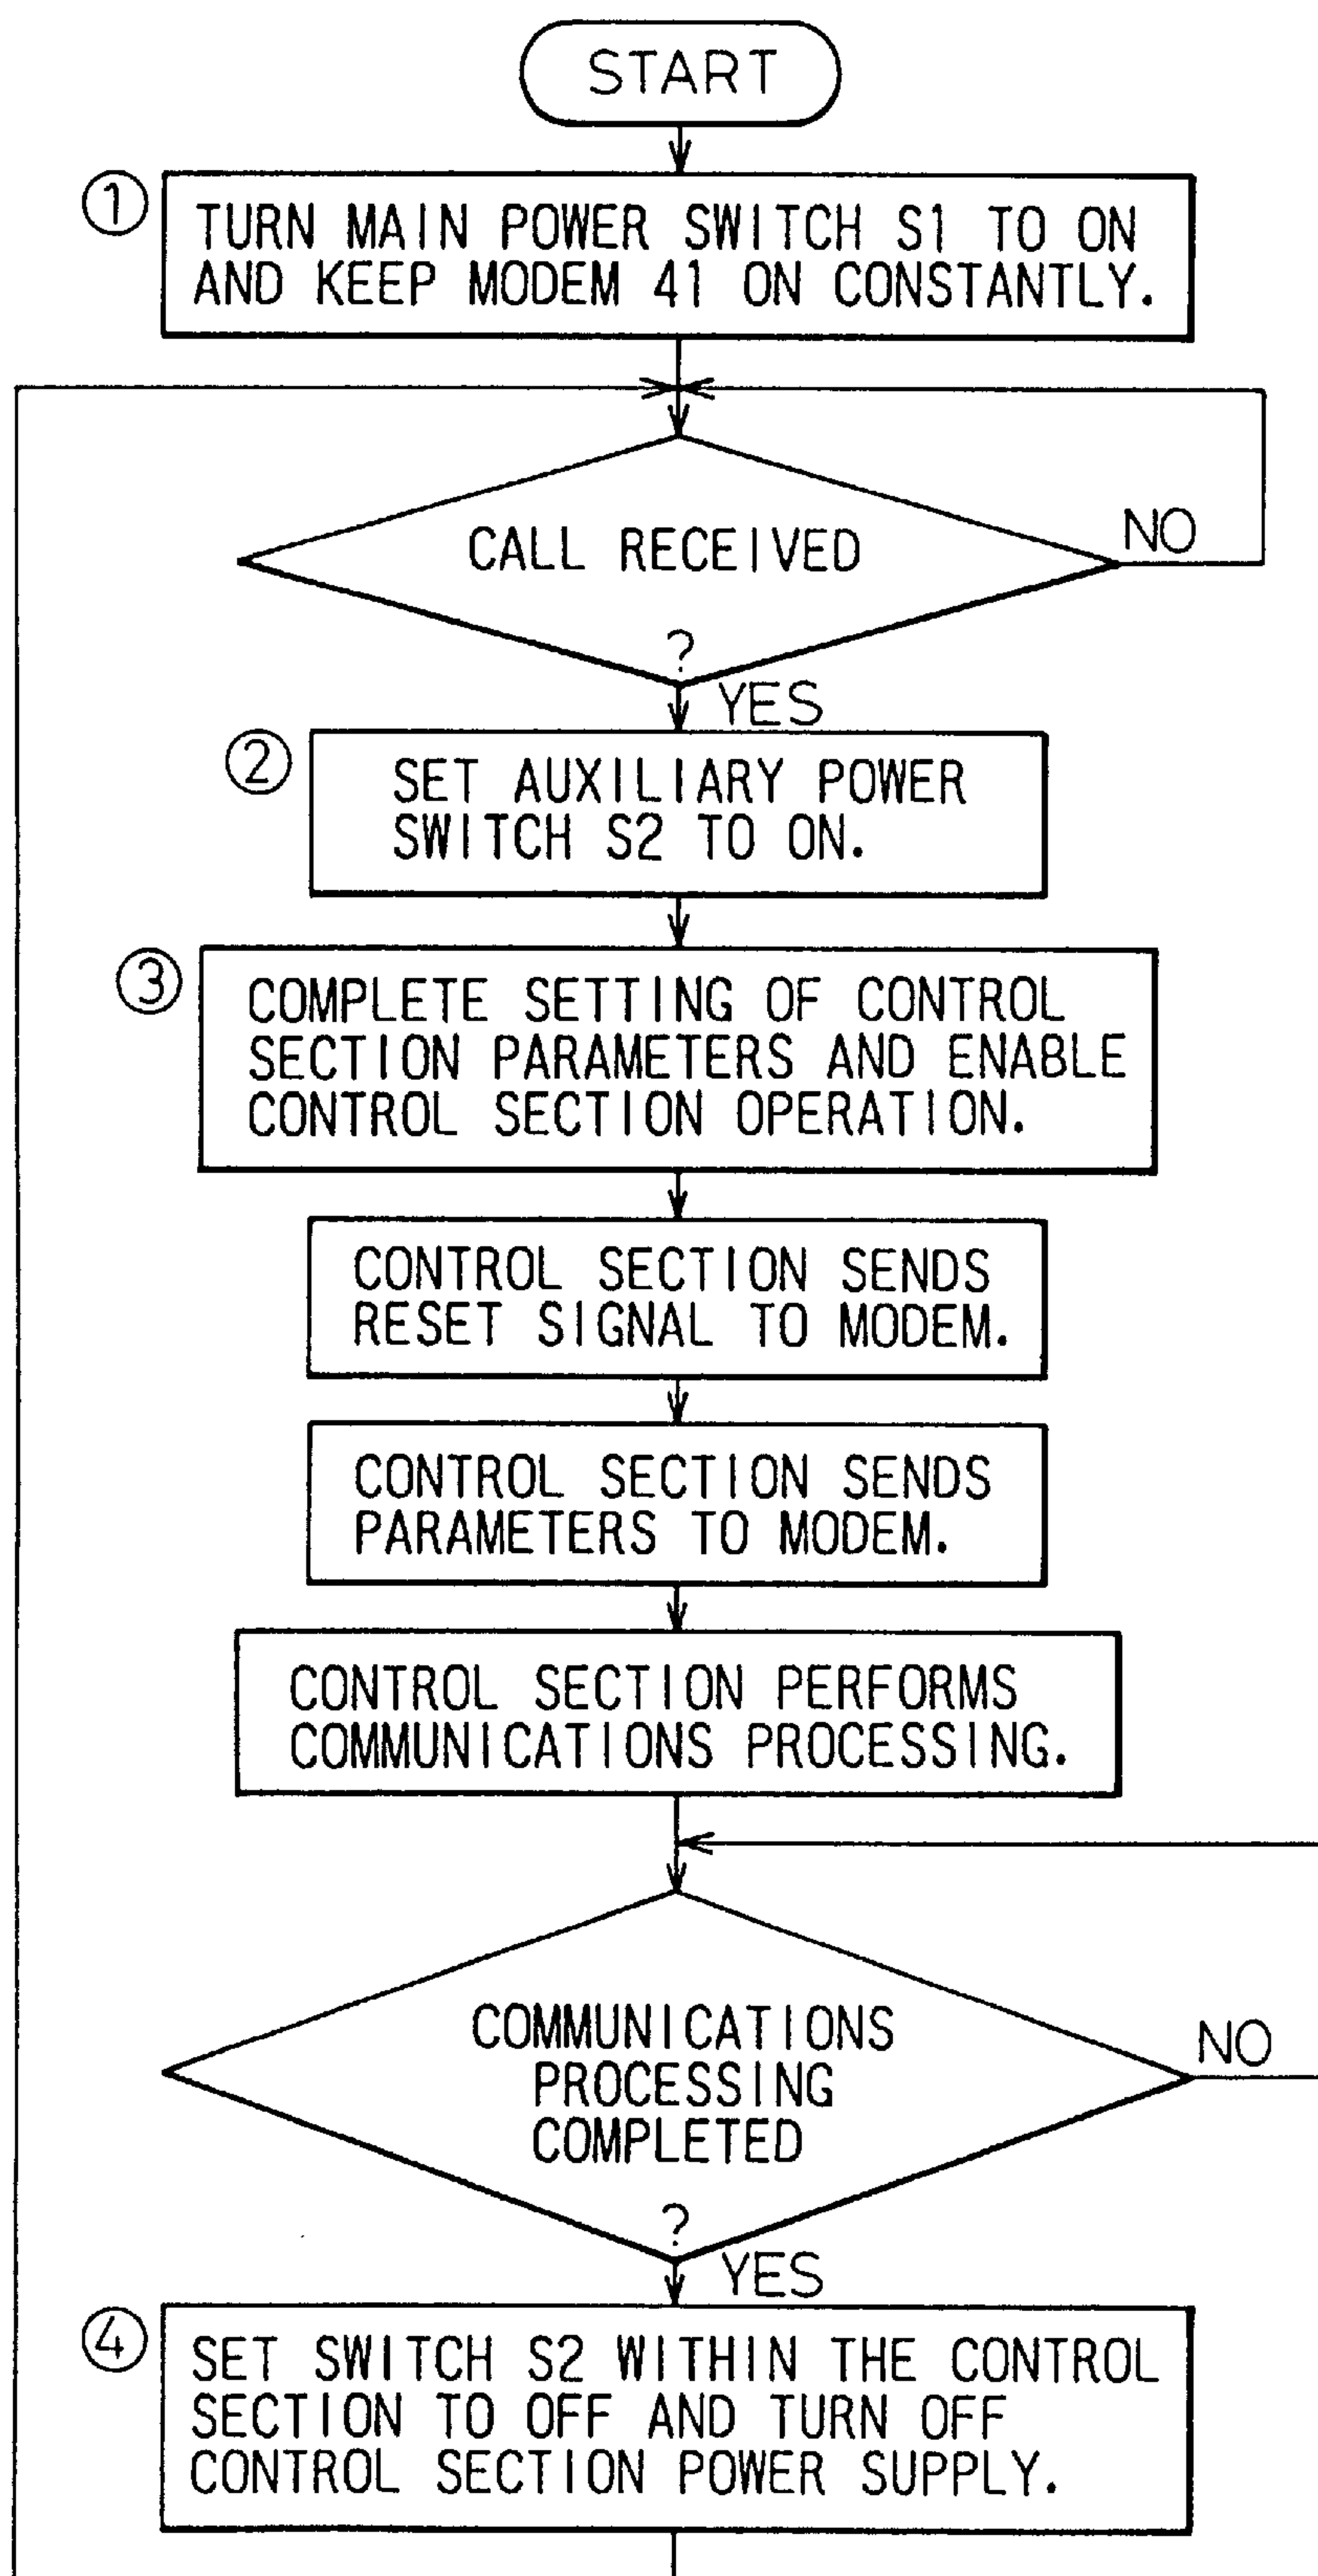 START
① TURN MAIN POWER SWITCH S1 TO ON
AND KEEP MODEM 41 ON CONSTANTLY.
CALL RECEIVED
?
NO
YES
② SET AUXILIARY POWER
SWITCH S2 TO ON.
③ COMPLETE SETTING OF CONTROL
SECTION PARAMETERS AND ENABLE
CONTROL SECTION OPERATION.
CONTROL SECTION SENDS
RESET SIGNAL TO MODEM.
CONTROL SECTION SENDS
PARAMETERS TO MODEM.
CONTROL SECTION PERFORMS
COMMUNICATIONS PROCESSING.
COMMUNICATIONS
PROCESSING
COMPLETED
?
NO
YES
④ SET SWITCH S2 WITHIN THE CONTROL
SECTION TO OFF AND TURN OFF
CONTROL SECTION POWER SUPPLY.